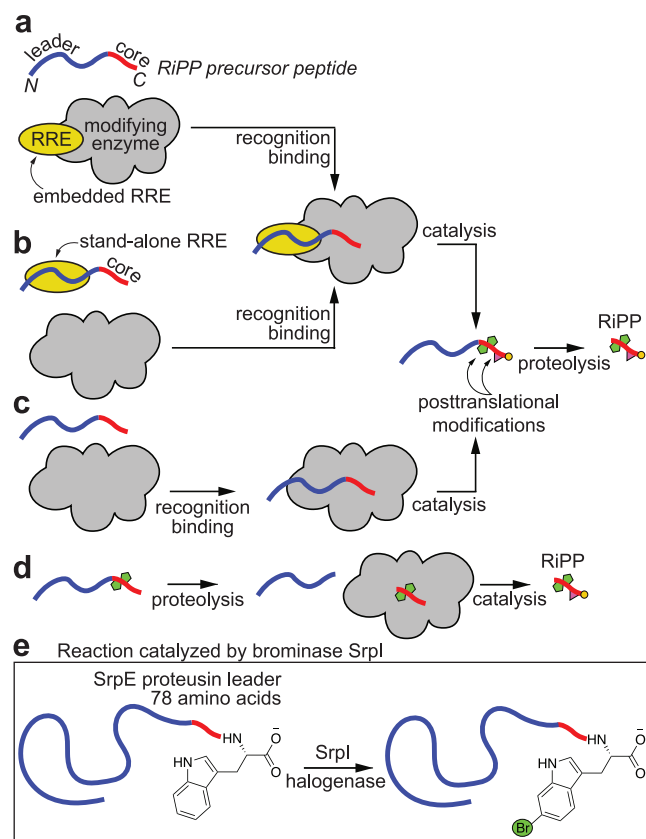 a
leader
core
N
C
RiPP precursor peptide
RRE
modifying
enzyme
embedded RRE
recognition
binding
b
stand-alone RRE
core
recognition
binding
catalysis
RiPP
proteolysis
posttranslational
modifications
c
recognition
binding
catalysis
d
proteolysis
catalysis
RiPP
e
Reaction catalyzed by brominase SrpI
SrpE proteusin leader
78 amino acids
HN
O
O⁻
HN
SrpI
halogenase
HN
O
O⁻
HN
Br